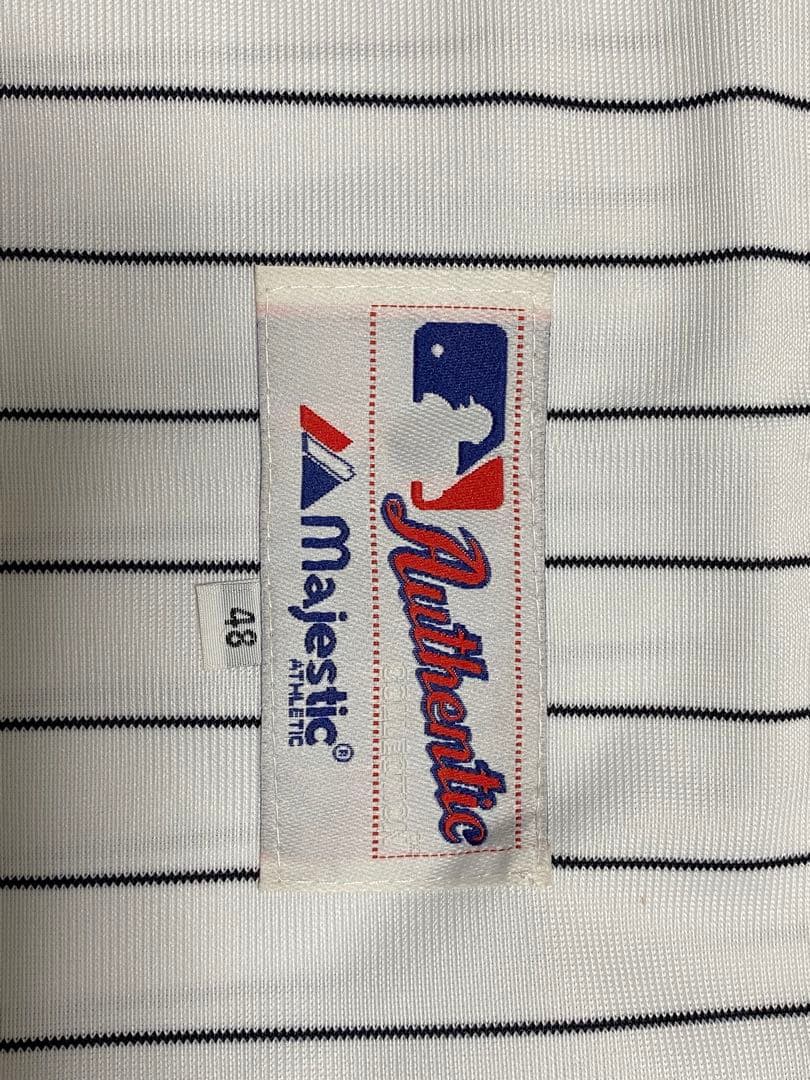 Authentic
COLLECTION
majestic®
ATHLETIC
48